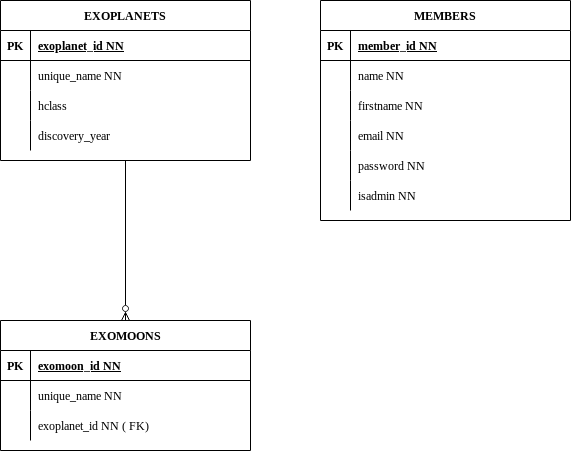 EXOPLANETS
PK exoplanet_id NN
unique_name NN
hclass
discovery_year
MEMBERS
PK member_id NN
name NN
firstname NN
email NN
password NN
isadmin NN
EXOMOONS
PK exomoon_id NN
unique_name NN
exoplanet_id NN ( FK)